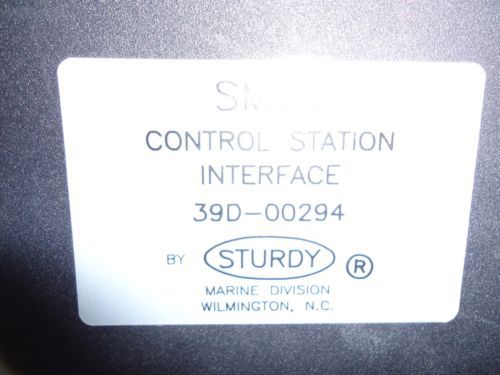 CONTROL STATION
INTERFACE
39D-00294
BY STURDY ®
MARINE DIVISION
WILMINGTON, N.C.